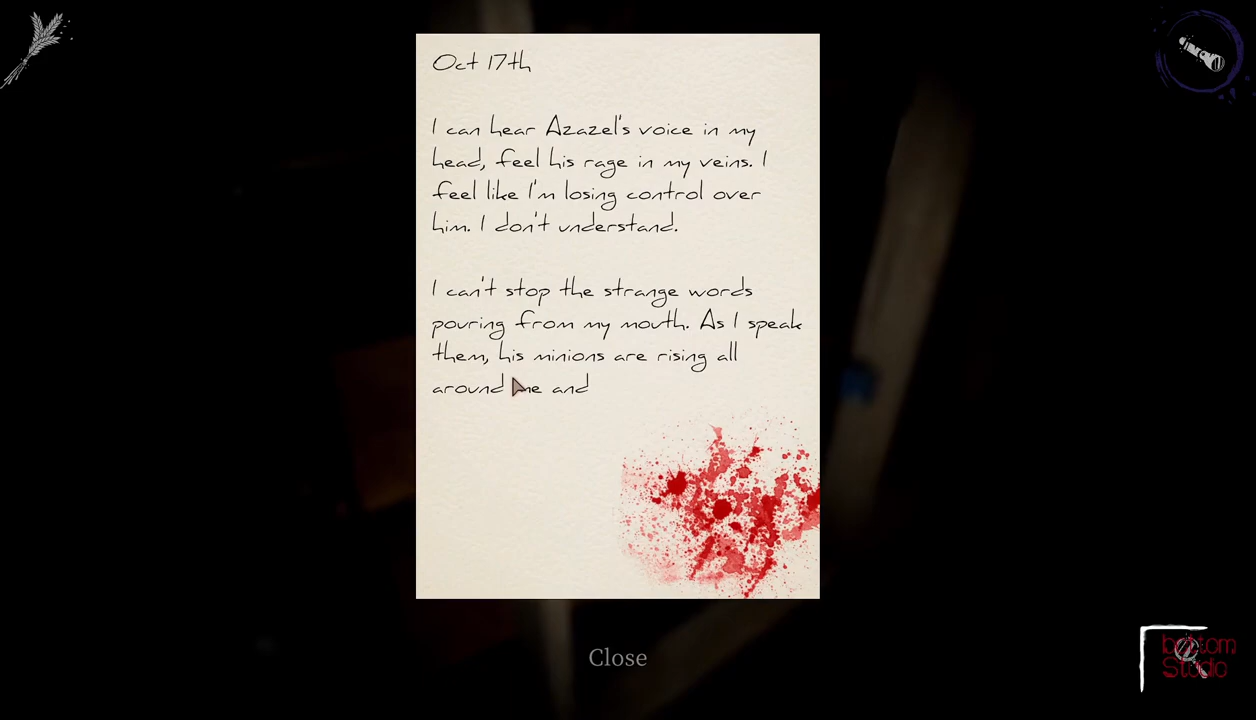 Oct 17th
I can hear Azazel's voice in my
head, feel his rage in my veins. I
feel like I'm losing control over
him. I don't understand.
I can't stop the strange words
pouring from my mouth. As I speak
them, his minions are rising all
around me and
Close
bottom
Studo